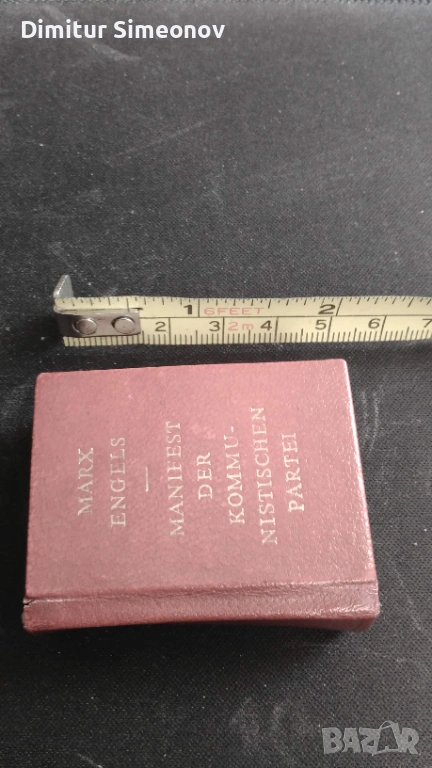 Dimitur Simeonov
1 6FEET 2
2 3 2m 4 5 6 7
MARX
ENGELS
MANIFEST
DER
KOMMU-
NISTISCHEN
PARTEI
BAZAR